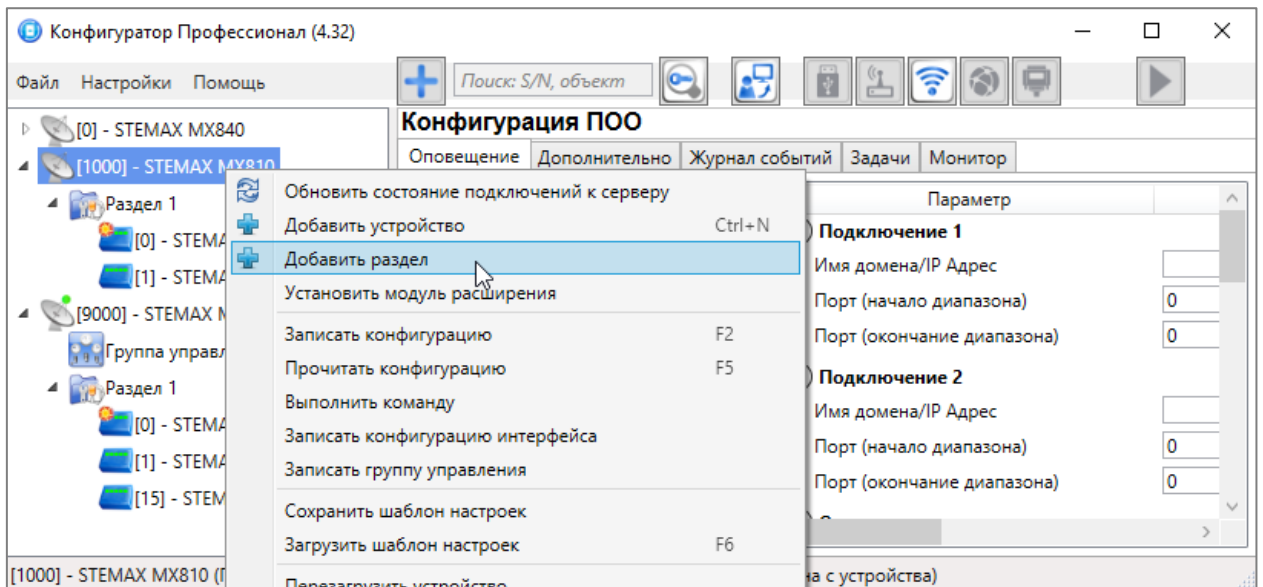 Конфигуратор Профессионал (4.32)
Файл Настройки Помощь
Поиск: S/N, объект
[0] - STEMAX MX840
[1000] - STEMAX MX810
Раздел 1
[0] - STEMA
[1] - STEMA
[9000] - STEMAX M
Группа управл
Раздел 1
[0] - STEMA
[1] - STEMA
[15] - STEM
Конфигурация ПОО
Оповещение Дополнительно Журнал событий Задачи Монитор
Обновить состояние подключений к серверу
Добавить устройство Ctrl+N
Добавить раздел
Установить модуль расширения
Записать конфигурацию F2
Прочитать конфигурацию F5
Выполнить команду
Записать конфигурацию интерфейса
Записать группу управления
Сохранить шаблон настроек
Загрузить шаблон настроек F6
Перезагрузить устройство
Параметр
Подключение 1
Имя домена/IP Адрес
Порт (начало диапазона) 0
Порт (окончание диапазона) 0
Подключение 2
Имя домена/IP Адрес
Порт (начало диапазона) 0
Порт (окончание диапазона) 0
[1000] - STEMAX MX810 (П
на с устройства)